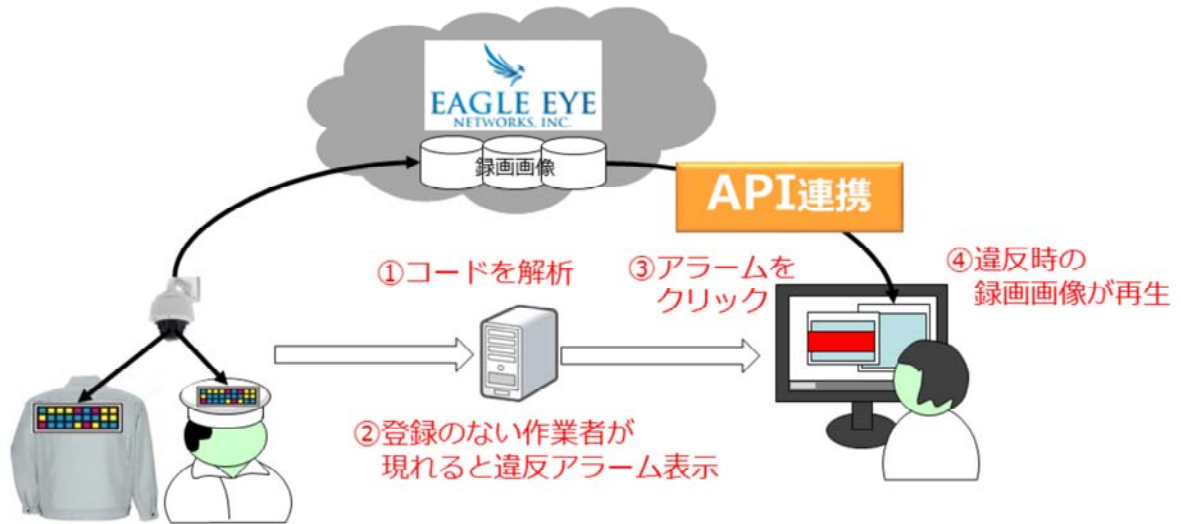 EAGLE EYE
NETWORKS, INC.
録画画像
API連携
①コードを解析
③アラームを
クリック
④違反時の
録画画像が再生
②登録のない作業者が
現れると違反アラーム表示